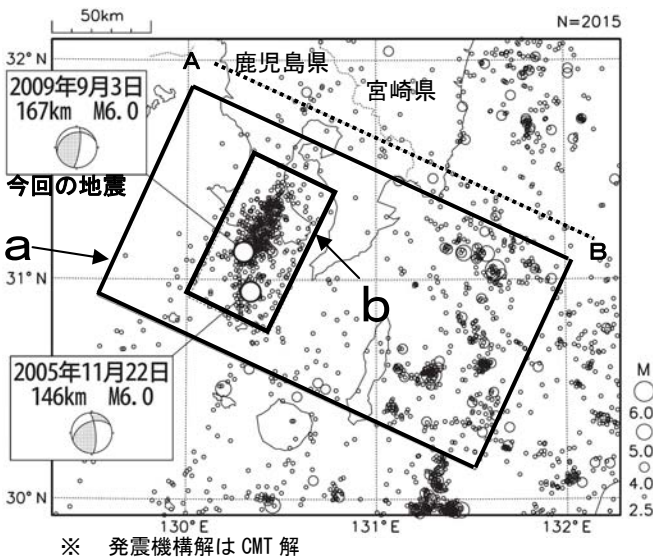 50km
N=2015
32°N
A
鹿児島県
宮崎県
2009年9月3日
167km M6.0
今回の地震
a
B
31°N
b
2005年11月22日
146km M6.0
M
6.0
5.0
4.0
2.5
30°N
130°E
131°E
132°E
※ 発震機構解は CMT 解